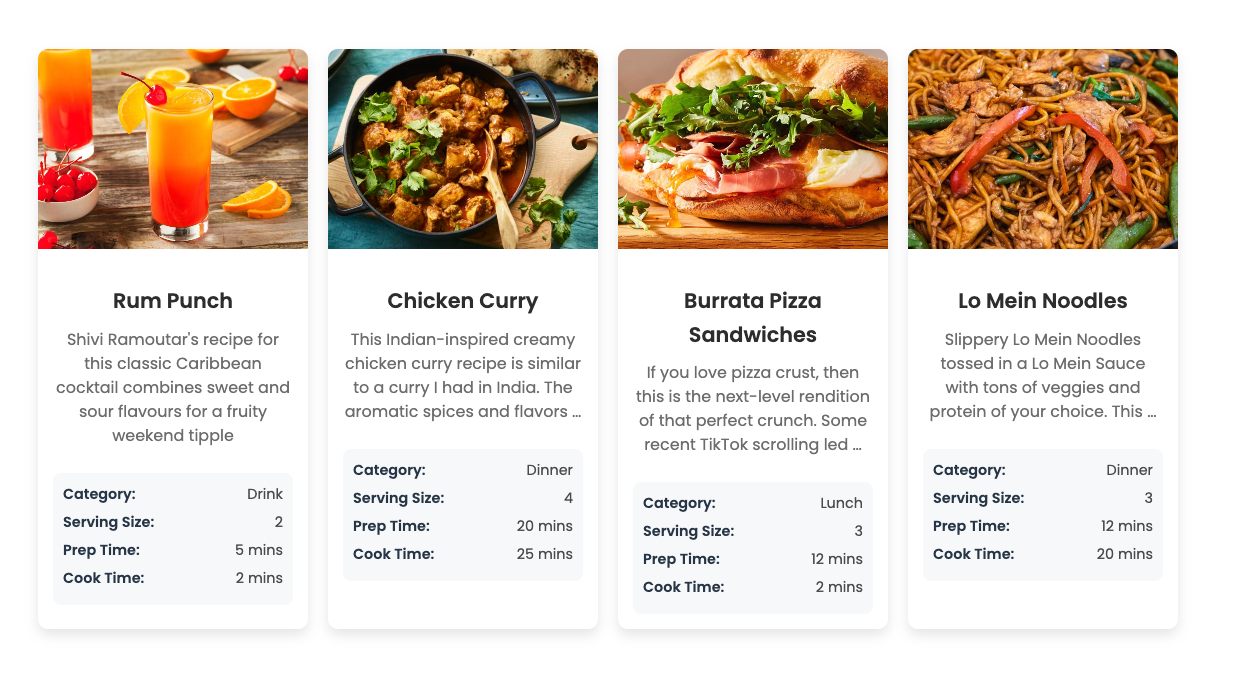 Rum Punch
Shivi Ramoutar's recipe for
this classic Caribbean
cocktail combines sweet and
sour flavours for a fruity
weekend tipple
Category: Drink
Serving Size: 2
Prep Time: 5 mins
Cook Time: 2 mins
Chicken Curry
This Indian-inspired creamy
chicken curry recipe is similar
to a curry I had in India. The
aromatic spices and flavors ...
Category: Dinner
Serving Size: 4
Prep Time: 20 mins
Cook Time: 25 mins
Burrata Pizza
Sandwiches
If you love pizza crust, then
this is the next-level rendition
of that perfect crunch. Some
recent TikTok scrolling led ...
Category: Lunch
Serving Size: 3
Prep Time: 12 mins
Cook Time: 2 mins
Lo Mein Noodles
Slippery Lo Mein Noodles
tossed in a Lo Mein Sauce
with tons of veggies and
protein of your choice. This ...
Category: Dinner
Serving Size: 3
Prep Time: 12 mins
Cook Time: 20 mins